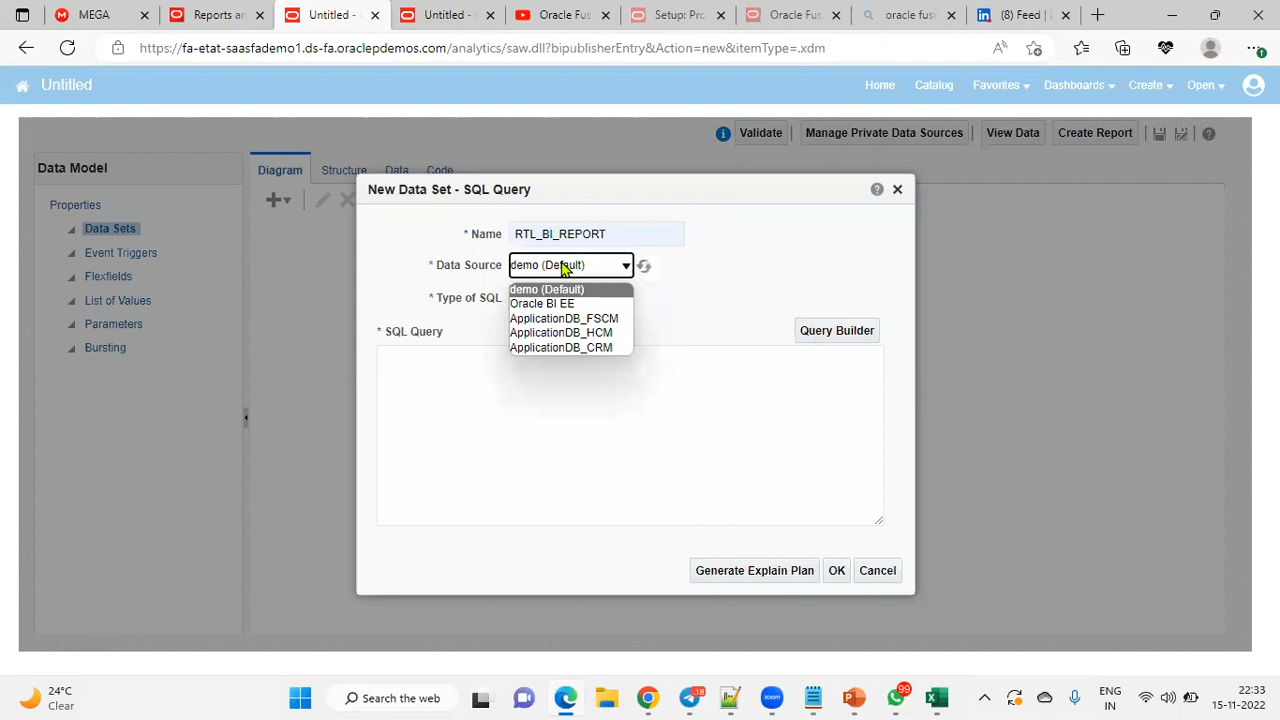 MEGA
Reports an
Untitled -
Untitled -
Oracle Fus
Setup: Pro
Oracle Fus
oracle fus
(8) Feed |
https://fa-etat-saasfademo1.ds-fa.oraclepdemos.com/analytics/saw.dll?bipublisherEntry&Action=new&itemType=.xdm
Untitled
Home
Catalog
Favorites
Dashboards
Create
Open
Validate
Manage Private Data Sources
View Data
Create Report
Data Model
Diagram
Structure
Data
Code
Properties
Data Sets
Event Triggers
Flexfields
List of Values
Parameters
Bursting
New Data Set - SQL Query
* Name
RTL_BI_REPORT
* Data Source
demo (Default)
demo (Default)
Oracle BI EE
ApplicationDB_FSCM
ApplicationDB_HCM
ApplicationDB_CRM
* Type of SQL
* SQL Query
Query Builder
Generate Explain Plan
OK
Cancel
24°C
Clear
Search the web
18
99
ENG
IN
22:33
15-11-2022